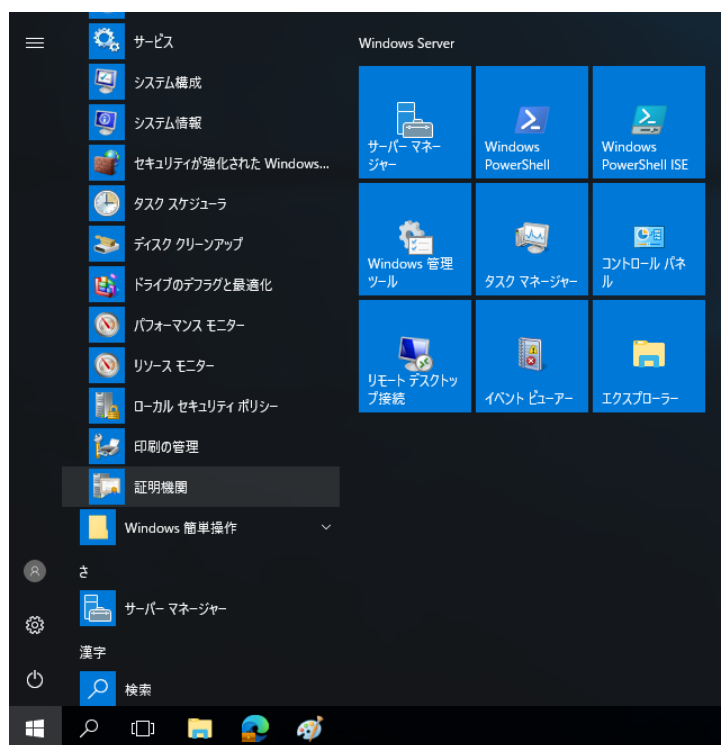 サービス
システム構成
システム情報
セキュリティが強化された Windows...
タスク スケジューラ
ディスク クリーンアップ
ドライブのデフラグと最適化
パフォーマンス モニター
リソース モニター
ローカル セキュリティ ポリシー
印刷の管理
証明機関
Windows 簡単操作
さ
サーバー マネージャー
漢字
検索
Windows Server
サーバー マネー
ジャー
Windows
PowerShell
Windows
PowerShell ISE
Windows 管理
ツール
タスク マネージャー
コントロール パネ
ル
リモート デスクトッ
プ接続
イベント ビューアー
エクスプローラー